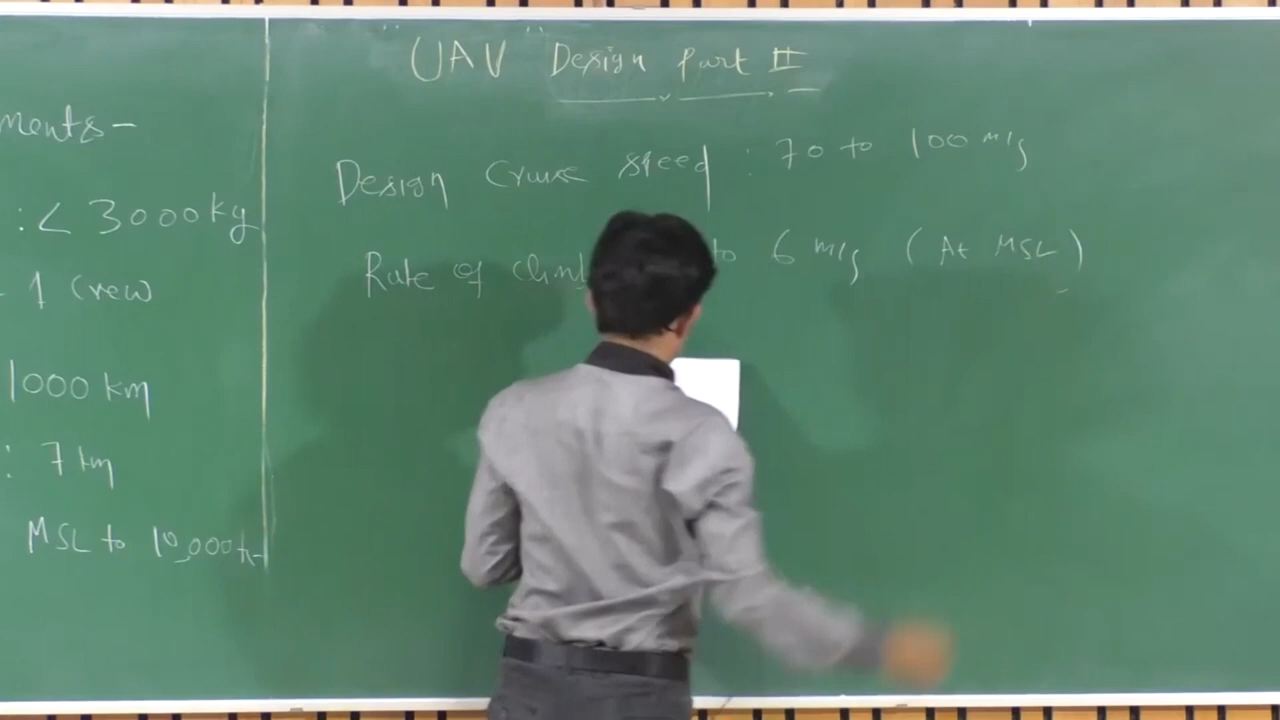 UAV Design Part II
ments-
: < 3000 kg
1 Crew
1000 km
: 7 km
MSL to 10,000 ft
Design Cruise speed : 70 to 100 m/s
Rate of to 6 m/s (At MSL)